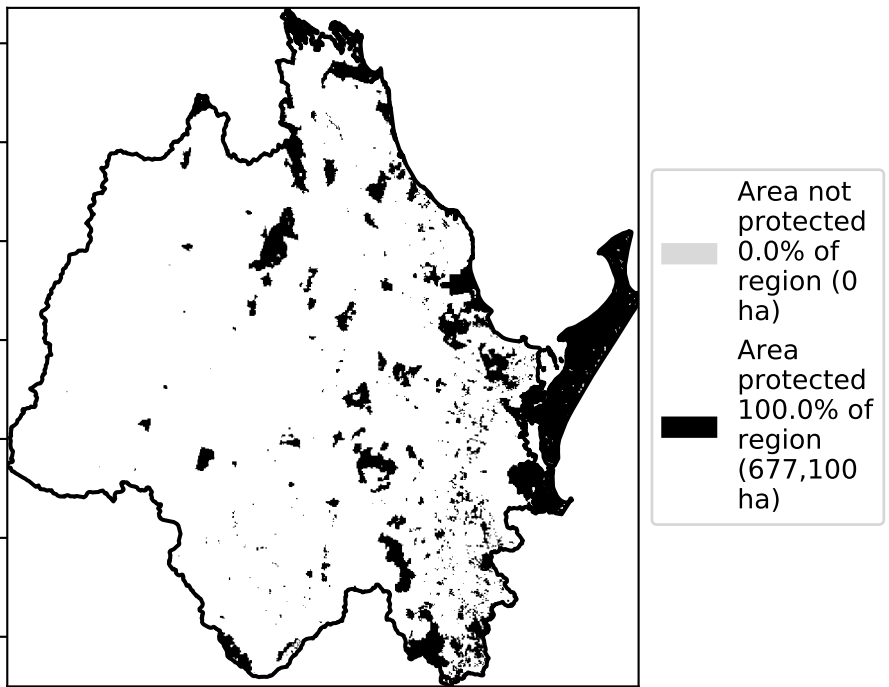 Area not
protected
0.0% of
region (0
ha)
Area
protected
100.0% of
region
(677,100
ha)